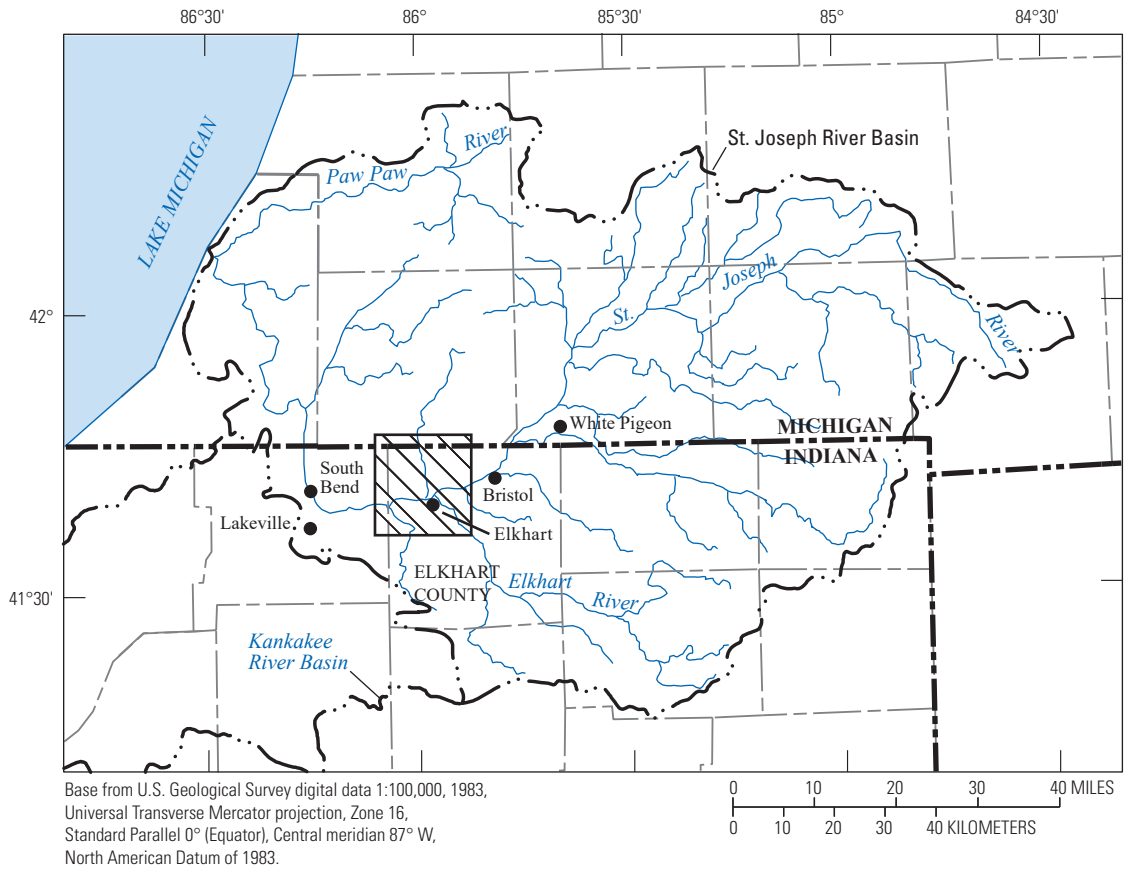 86°30' 86° 85°30' 85° 84°30'
LAKE MICHIGAN
Paw Paw River
St. Joseph River Basin
St. Joseph River
42°
White Pigeon
MICHIGAN
INDIANA
South
Bend
Bristol
Lakeville
Elkhart
ELKHART
COUNTY
Elkhart River
41°30'
Kankakee
River Basin
Base from U.S. Geological Survey digital data 1:100,000, 1983,
Universal Transverse Mercator projection, Zone 16,
Standard Parallel 0° (Equator), Central meridian 87° W,
North American Datum of 1983.
0 10 20 30 40 MILES
0 10 20 30 40 KILOMETERS